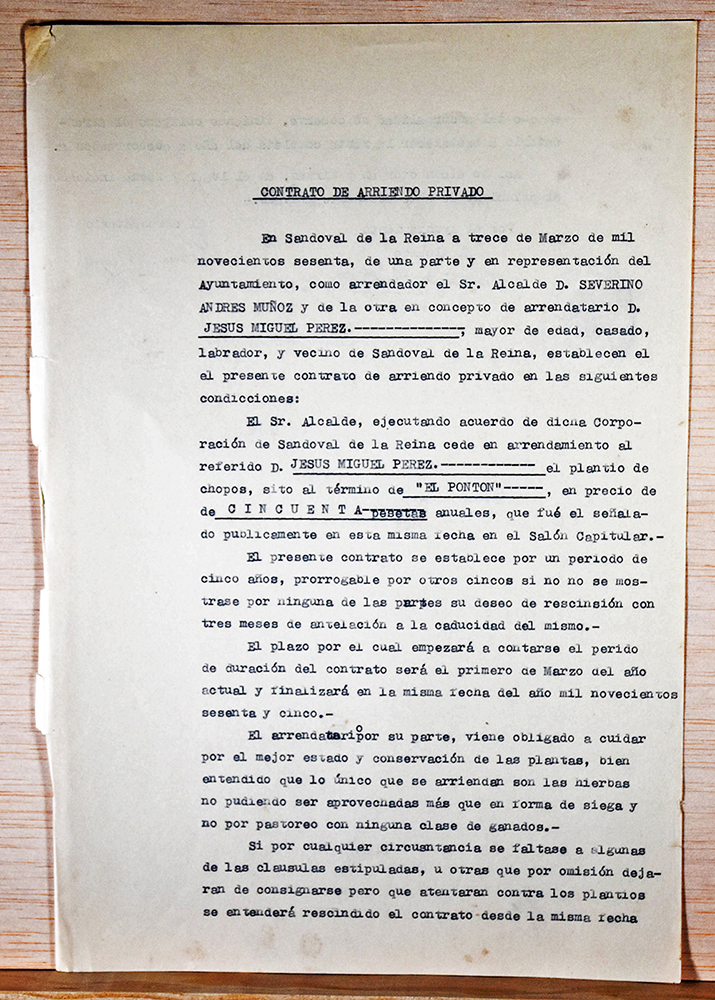 CONTRATO DE ARRIENDO PRIVADO
En Sandoval de la Reina a trece de Marzo de mil
novecientos sesenta, de una parte y en representación del
Ayuntamiento, como arrendador el Sr. Alcalde D. SEVERINO
ANDRES MUÑOZ y de la otra en concepto de arrendatario D.
JESUS MIGUEL PEREZ.--------------, mayor de edad, casado,
labrador, y vecino de Sandoval de la Reina, establecen el
el presente contrato de arriendo privado en las siguientes
condicciones:
El Sr. Alcalde, ejecutando acuerdo de dicha Corpo-
ración de Sandoval de la Reina cede en arrendamiento al
referido D. JESUS MIGUEL PEREZ.------------ el plantio de
chopos, sito al término de "EL PONTON"-----, en precio de
de C I N C U E N T A-pesetas anuales, que fué el señala-
do publicamente en esta misma fecha en el Salón Capitular.-
El presente contrato se establece por un periodo de
cinco años, prorrogable por otros cincos si no no se mos-
trase por ninguna de las partes su deseo de rescinsión con
tres meses de antelación a la caducidad del mismo.-
El plazo por el cual empezará a contarse el perido
de duración del contrato será el primero de Marzo del año
actual y finalizará en la misma fecha del año mil novecientos
sesenta y cinco.-
El arrendatario por su parte, viene obligado a cuidar
por el mejor estado y conservación de las plantas, bien
entendido que lo único que se arriendan son las hierbas
no pudiendo ser aprovechadas más que en forma de siega y
no por pastoreo con ninguna clase de ganados.-
Si por cualquier circusntancia se faltase a algunas
de las clausulas estipuladas, u otras que por omisión deja-
ran de consignarse pero que atentaran contra los plantios
se entenderá rescindido el contrato desde la misma fecha